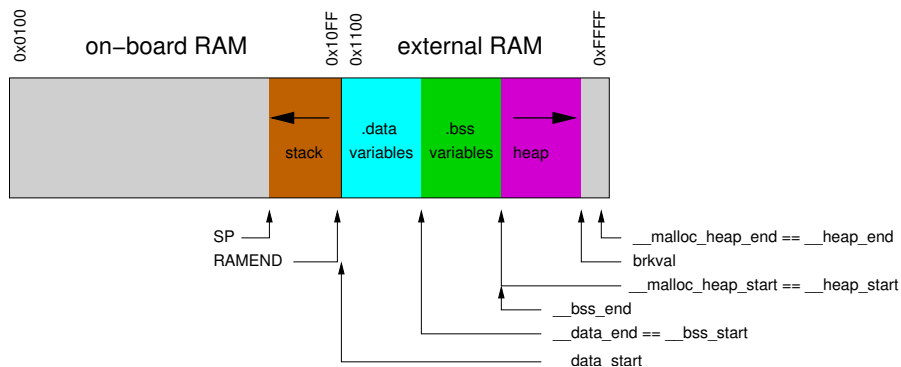 0x0100
on−board RAM
0x10FF
0x1100
external RAM
0xFFFF
stack
.data
variables
.bss
variables
heap
SP
RAMEND
__malloc_heap_end == __heap_end
brkval
__malloc_heap_start == __heap_start
__bss_end
__data_end == __bss_start
__data_start